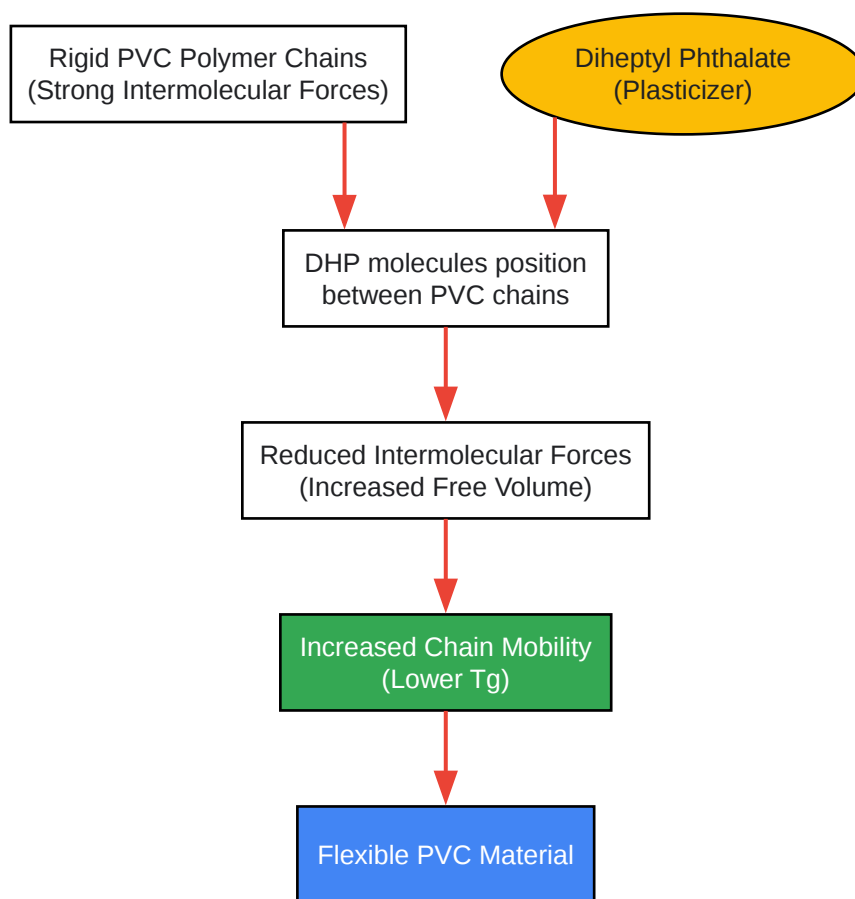 Rigid PVC Polymer Chains
(Strong Intermolecular Forces)
Diheptyl Phthalate
(Plasticizer)
DHP molecules position
between PVC chains
Reduced Intermolecular Forces
(Increased Free Volume)
Increased Chain Mobility
(Lower Tg)
Flexible PVC Material